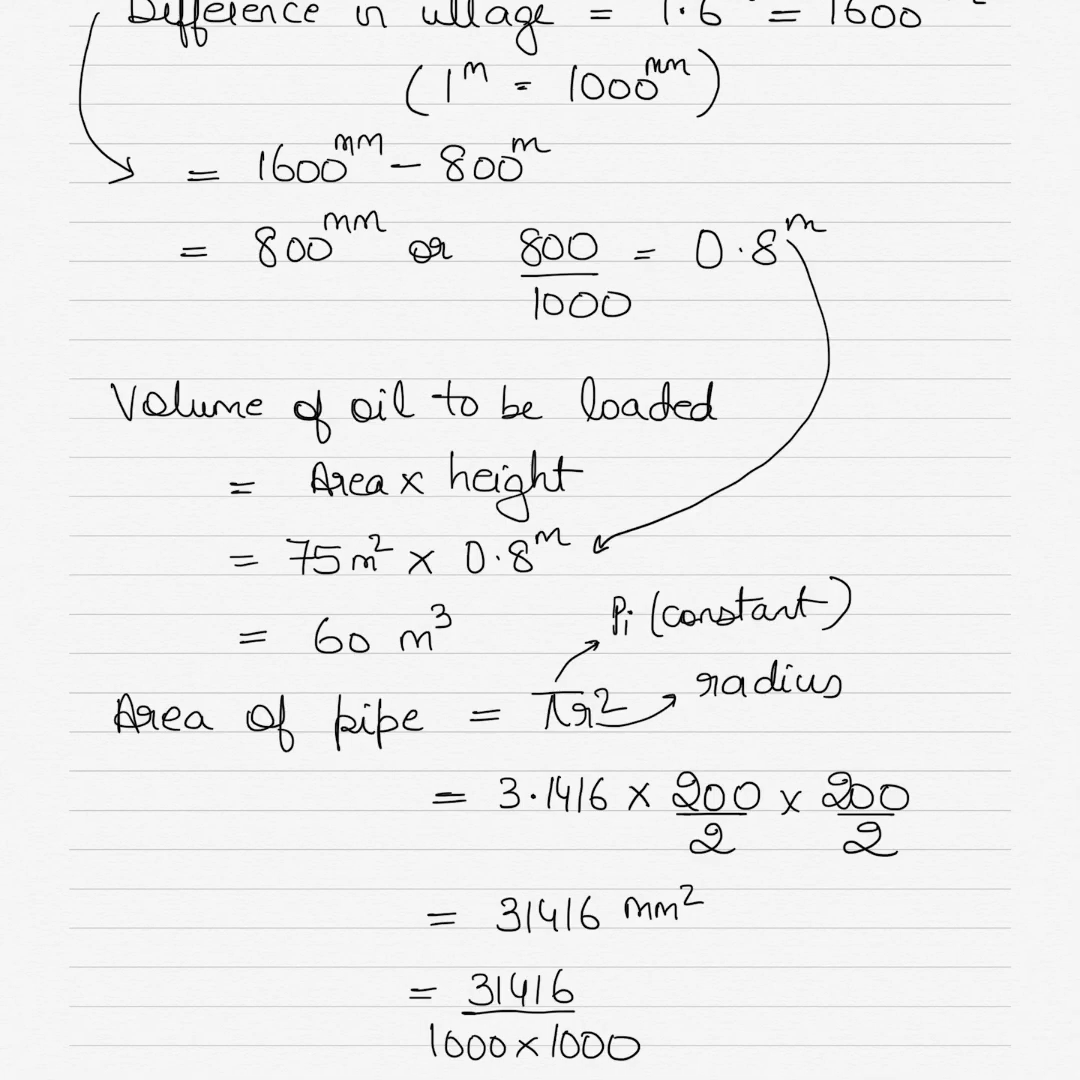 Difference in ullage = 1.6 = 1600
(1m = 1000mm)
= 1600mm - 800m
= 800mm or 800/1000 = 0.8m
Volume of oil to be loaded
= Area x height
= 75m² x 0.8m
= 60 m³
Pi (constant)
radius
Area of pipe = πr²
= 3.1416 x 200/2 x 200/2
= 31416 mm²
= 31416/1000x1000